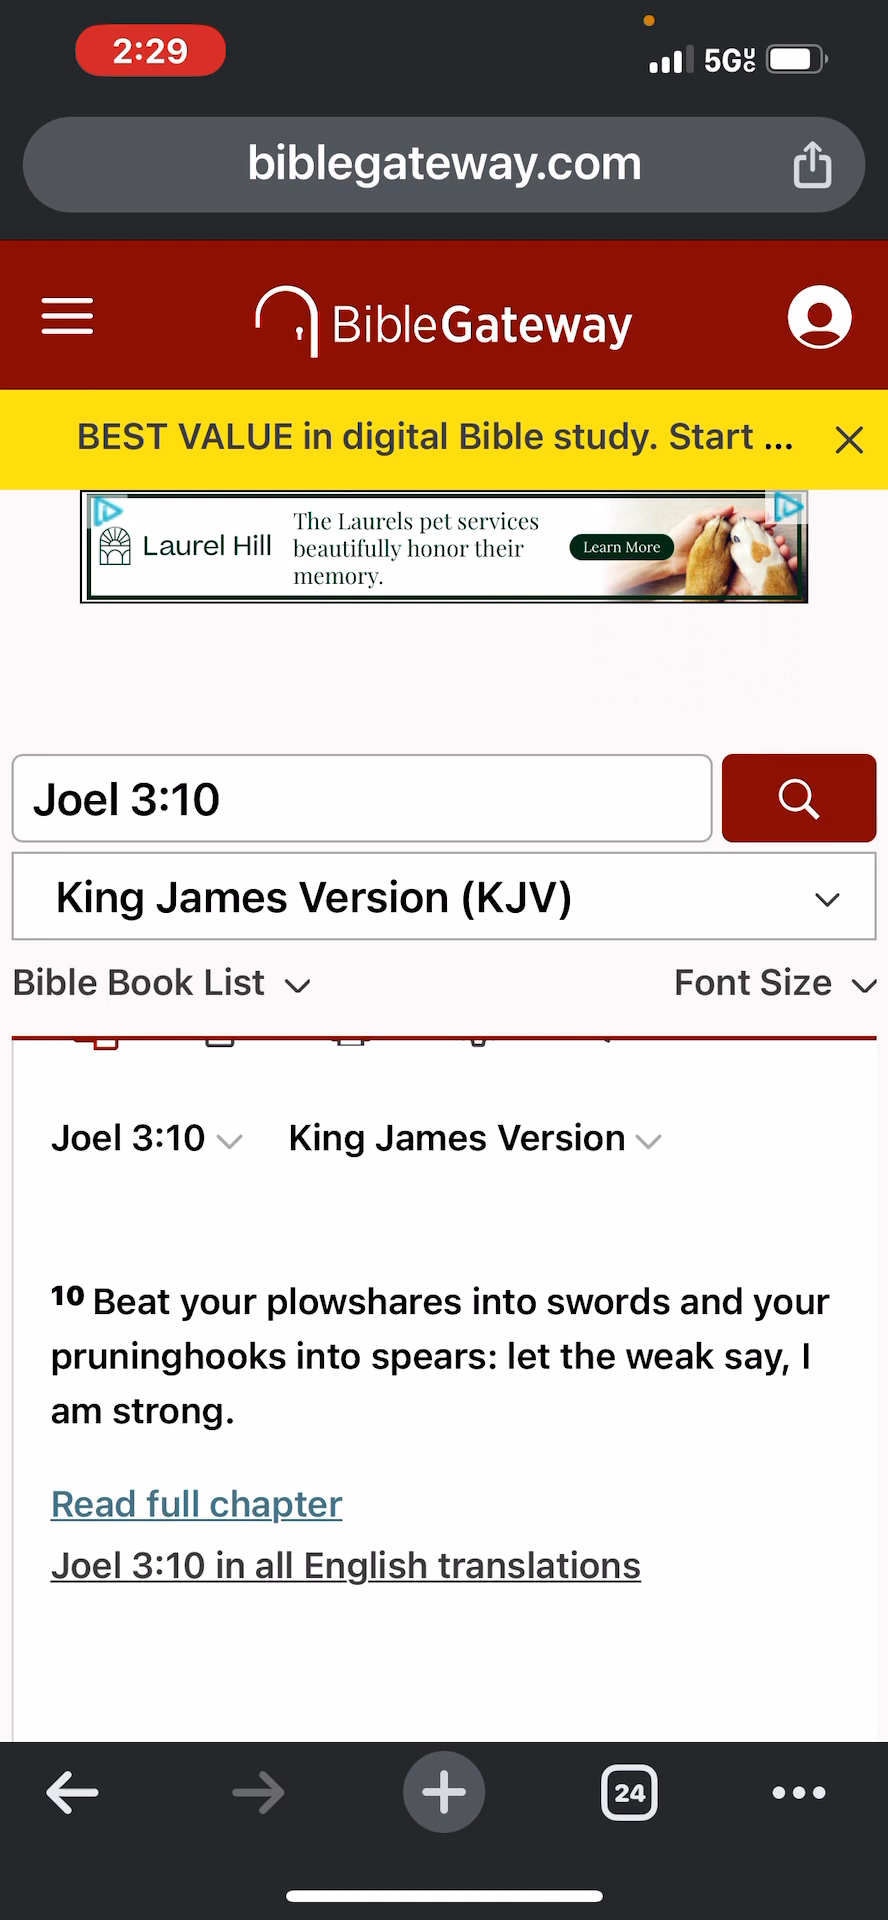 2:29
5GUC
biblegateway.com
BibleGateway
BEST VALUE in digital Bible study. Start ...
Laurel Hill
The Laurels pet services
beautifully honor their
memory.
Learn More
Joel 3:10
King James Version (KJV)
Bible Book List
Font Size
Joel 3:10
King James Version
10 Beat your plowshares into swords and your
pruninghooks into spears: let the weak say, I
am strong.
Read full chapter
Joel 3:10 in all English translations
24